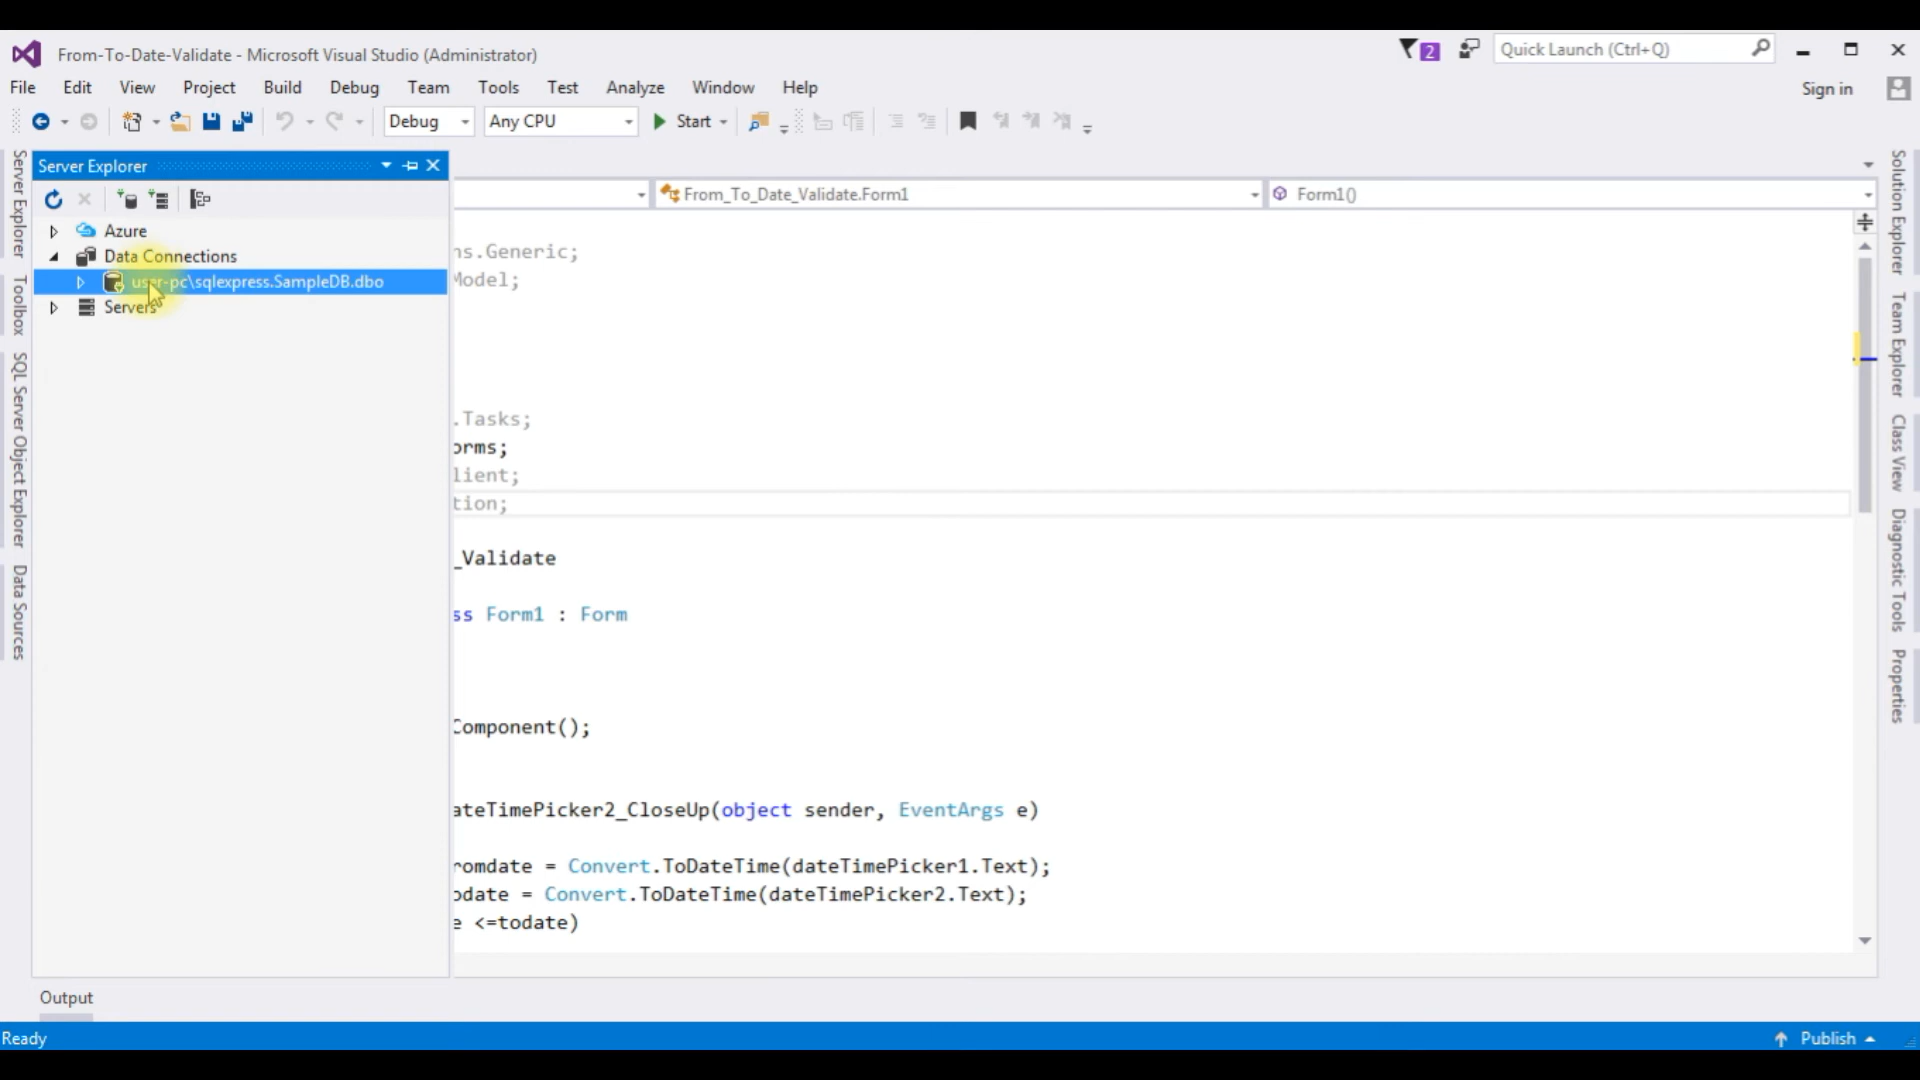 From-To-Date-Validate - Microsoft Visual Studio (Administrator)
2
Quick Launch (Ctrl+Q)
File Edit View Project Build Debug Team Tools Test Analyze Window Help
Sign in
Debug
Any CPU
Start
Server Explorer
From_To_Date_Validate.Form1
Form1()
Azure
Data Connections
user-pc\sqlexpress.SampleDB.dbo
Servers
Server Explorer
Toolbox
SQL Server Object Explorer
Data Sources
ns.Generic;
Model;
.Tasks;
orms;
lient;
tion;
_Validate
ss Form1 : Form
Component();
ateTimePicker2_CloseUp(object sender, EventArgs e)
romdate = Convert.ToDateTime(dateTimePicker1.Text);
odate = Convert.ToDateTime(dateTimePicker2.Text);
e <=todate)
Solution Explorer
Team Explorer
Class View
Diagnostic Tools
Properties
Output
Ready
Publish